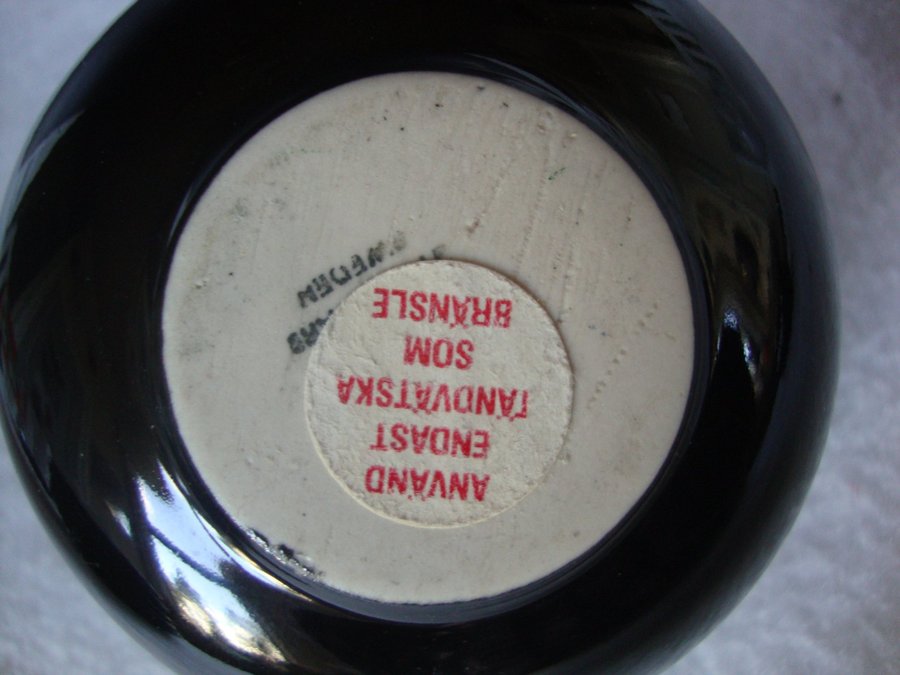 ANVÄND
ENDAST
TÄNDVÄTSKA
SOM
BRÄNSLE
SWEDEN